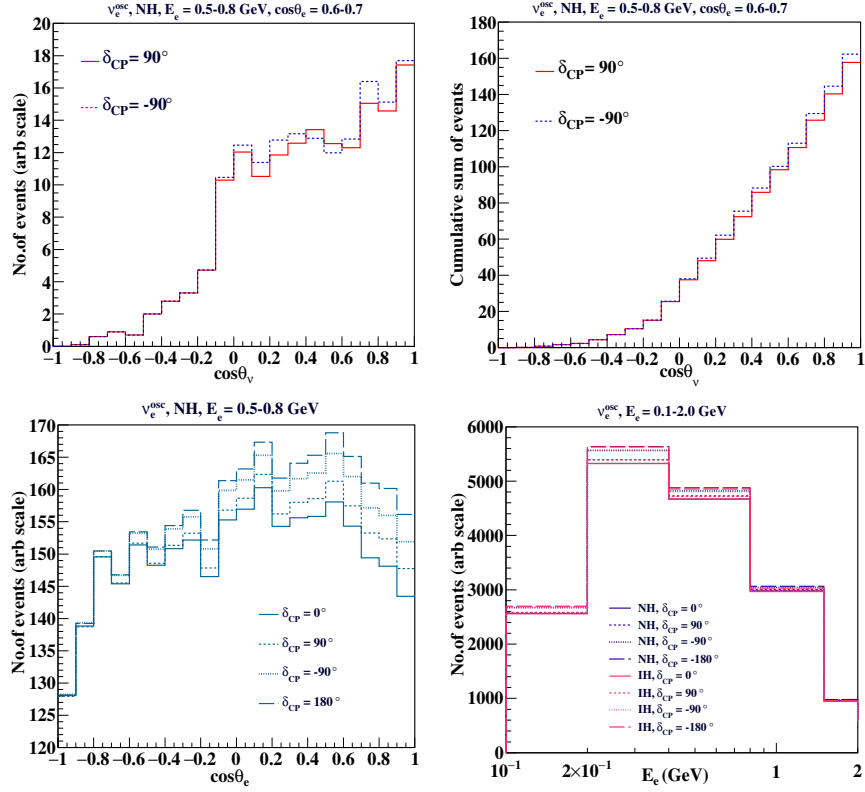 ν_e^osc, NH, E_e = 0.5-0.8 GeV, cosθ_e = 0.6-0.7
No.of events (arb scale)
20
18
16
14
12
10
8
6
4
2
0
δ_CP = 90°
δ_CP = -90°
−1 −0.8 −0.6 −0.4 −0.2 0 0.2 0.4 0.6 0.8 1
cosθ_ν
ν_e^osc, NH, E_e = 0.5-0.8 GeV, cosθ_e = 0.6-0.7
Cumulative sum of events
180
160
140
120
100
80
60
40
20
0
δ_CP = 90°
δ_CP = -90°
−1 −0.8 −0.6 −0.4 −0.2 0 0.2 0.4 0.6 0.8 1
cosθ_ν
ν_e^osc, NH, E_e = 0.5-0.8 GeV
No.of events (arb scale)
170
165
160
155
150
145
140
135
130
125
120
δ_CP = 0°
δ_CP = 90°
δ_CP = -90°
δ_CP = 180°
−1 −0.8 −0.6 −0.4 −0.2 0 0.2 0.4 0.6 0.8 1
cosθ_e
ν_e^osc, E_e = 0.1-2.0 GeV
No.of events (arb scale)
6000
5000
4000
3000
2000
1000
0
NH, δ_CP = 0°
NH, δ_CP = 90°
NH, δ_CP = -90°
NH, δ_CP = -180°
IH, δ_CP = 0°
IH, δ_CP = 90°
IH, δ_CP = -90°
IH, δ_CP = -180°
10⁻¹ 2×10⁻¹ 1 2
E_e (GeV)